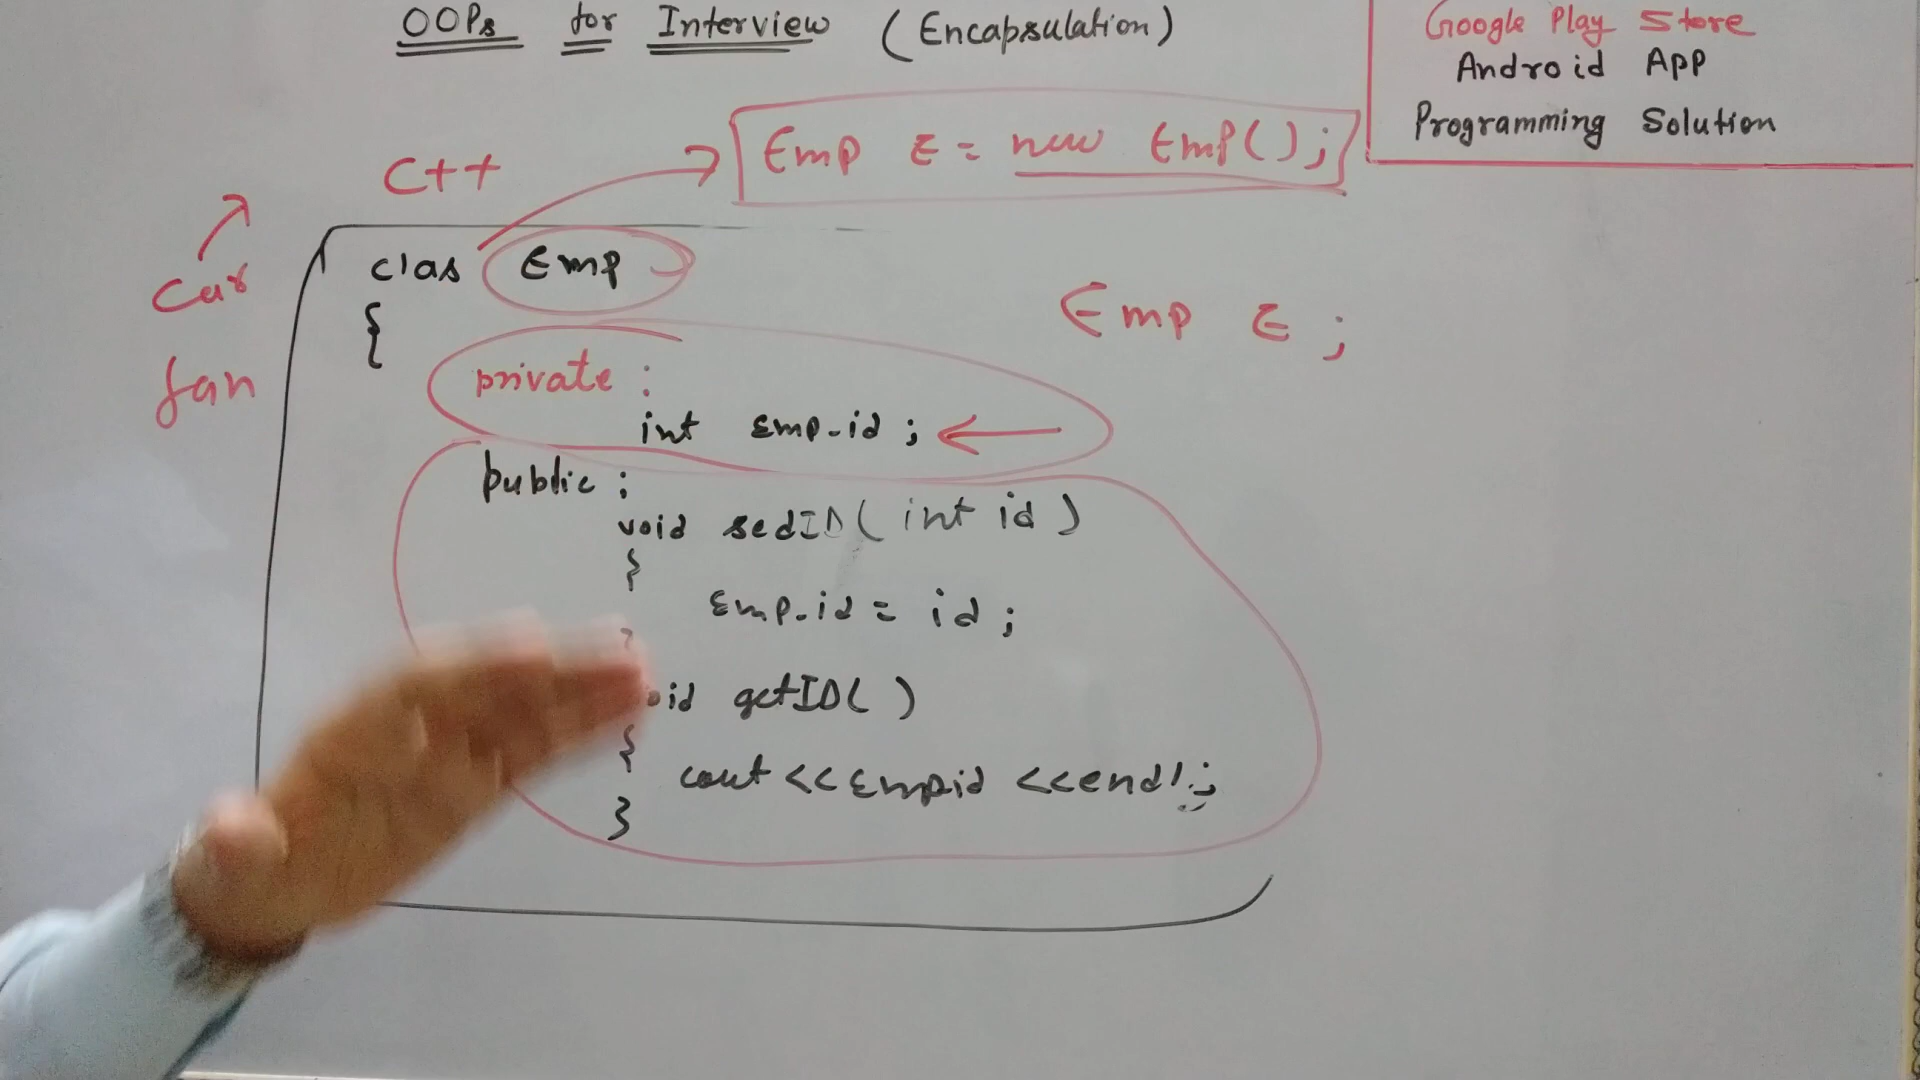 OOPs for Interview (Encapsulation)
Google Play Store
Android App
Programming Solution
C++
Emp E = new Emp();
Car
fan
clas Emp
{
Emp E ;
private :
int Emp-id ;
public :
void sedID( int id )
{
Emp-id = id ;
}
getID( )
{
cout << Empid <<endl;
}